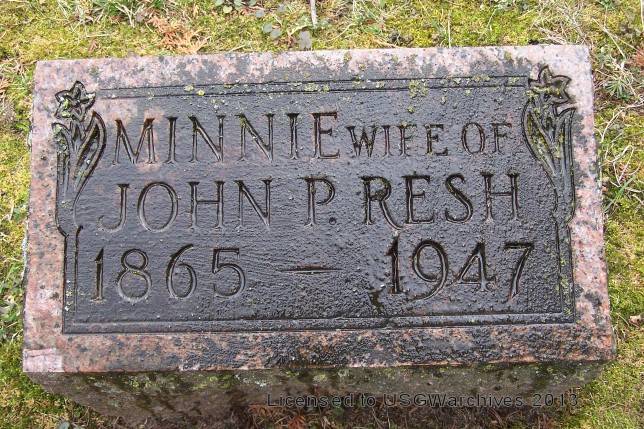 MINNIE WIFE OF
JOHN P. RESH
1865 — 1947
Licensed to USGWarchives 2013